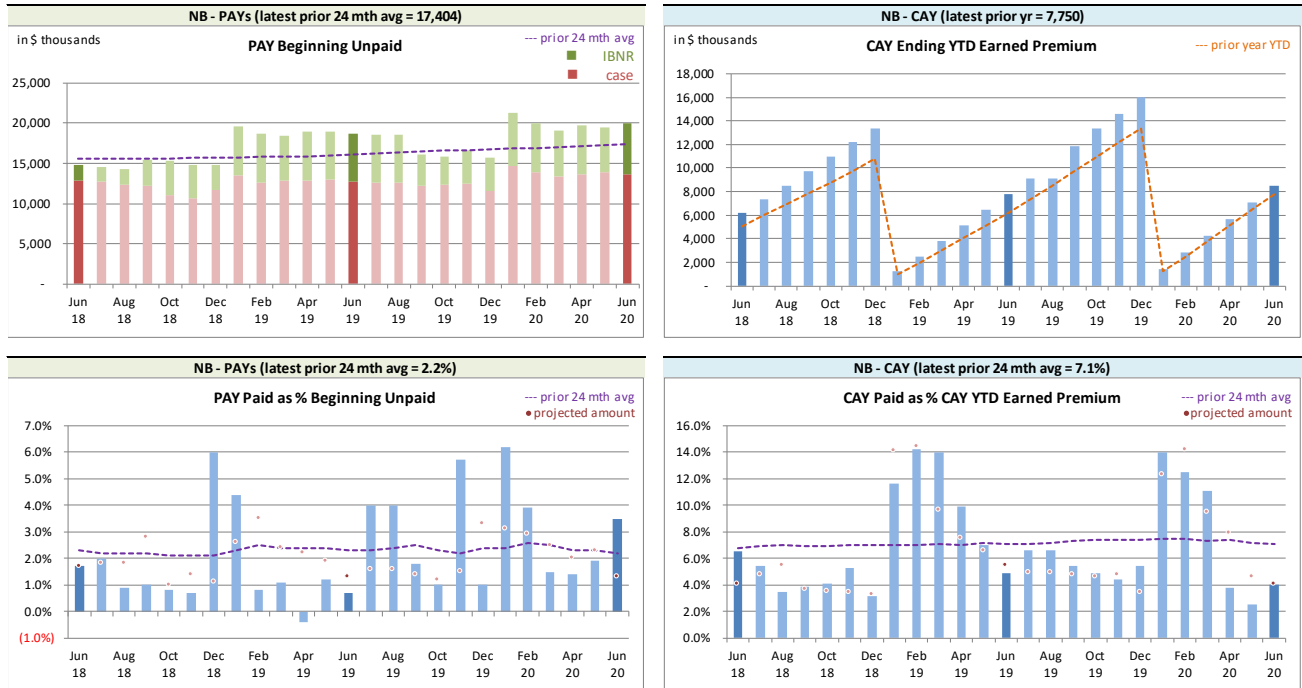 NB - PAYs (latest prior 24 mth avg = 17,404)
in $ thousands
PAY Beginning Unpaid
--- prior 24 mth avg
IBNR
case
25,000
20,000
15,000
10,000
5,000
-
Jun Aug Oct Dec Feb Apr Jun Aug Oct Dec Feb Apr Jun
18 18 18 18 19 19 19 19 19 19 20 20 20
NB - CAY (latest prior yr = 7,750)
in $ thousands
CAY Ending YTD Earned Premium
--- prior year YTD
18,000
16,000
14,000
12,000
10,000
8,000
6,000
4,000
2,000
-
Jun Aug Oct Dec Feb Apr Jun Aug Oct Dec Feb Apr Jun
18 18 18 18 19 19 19 19 19 19 20 20 20
NB - PAYs (latest prior 24 mth avg = 2.2%)
PAY Paid as % Beginning Unpaid
--- prior 24 mth avg
• projected amount
7.0%
6.0%
5.0%
4.0%
3.0%
2.0%
1.0%
0.0%
(1.0%)
Jun Aug Oct Dec Feb Apr Jun Aug Oct Dec Feb Apr Jun
18 18 18 18 19 19 19 19 19 19 20 20 20
NB - CAY (latest prior 24 mth avg = 7.1%)
CAY Paid as % CAY YTD Earned Premium
--- prior 24 mth avg
• projected amount
16.0%
14.0%
12.0%
10.0%
8.0%
6.0%
4.0%
2.0%
0.0%
Jun Aug Oct Dec Feb Apr Jun Aug Oct Dec Feb Apr Jun
18 18 18 18 19 19 19 19 19 19 20 20 20